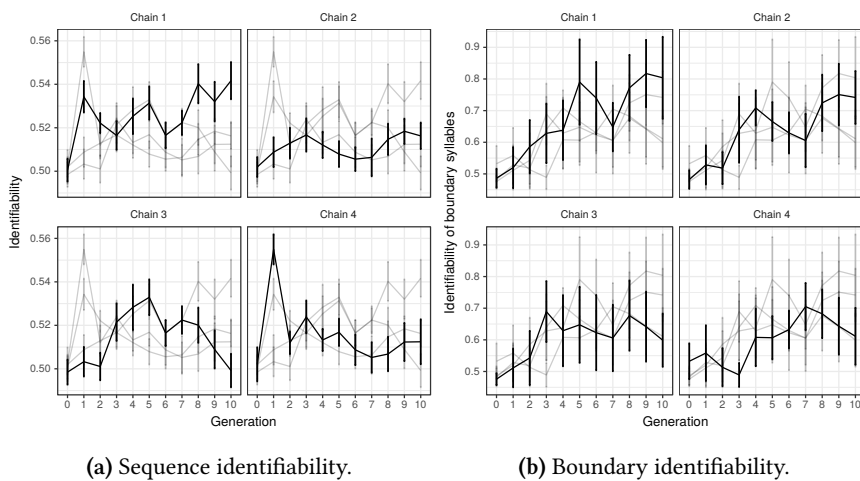 Chain 1
Chain 2
0.56
0.54
0.52
0.50
Chain 3
Chain 4
0.56
0.54
0.52
0.50
0 1 2 3 4 5 6 7 8 9 10
0 1 2 3 4 5 6 7 8 9 10
Identifiability
Generation
Chain 1
Chain 2
0.9
0.8
0.7
0.6
0.5
Chain 3
Chain 4
0.9
0.8
0.7
0.6
0.5
0 1 2 3 4 5 6 7 8 9 10
0 1 2 3 4 5 6 7 8 9 10
Identifiability of boundary syllables
Generation
(a) Sequence identifiability.
(b) Boundary identifiability.